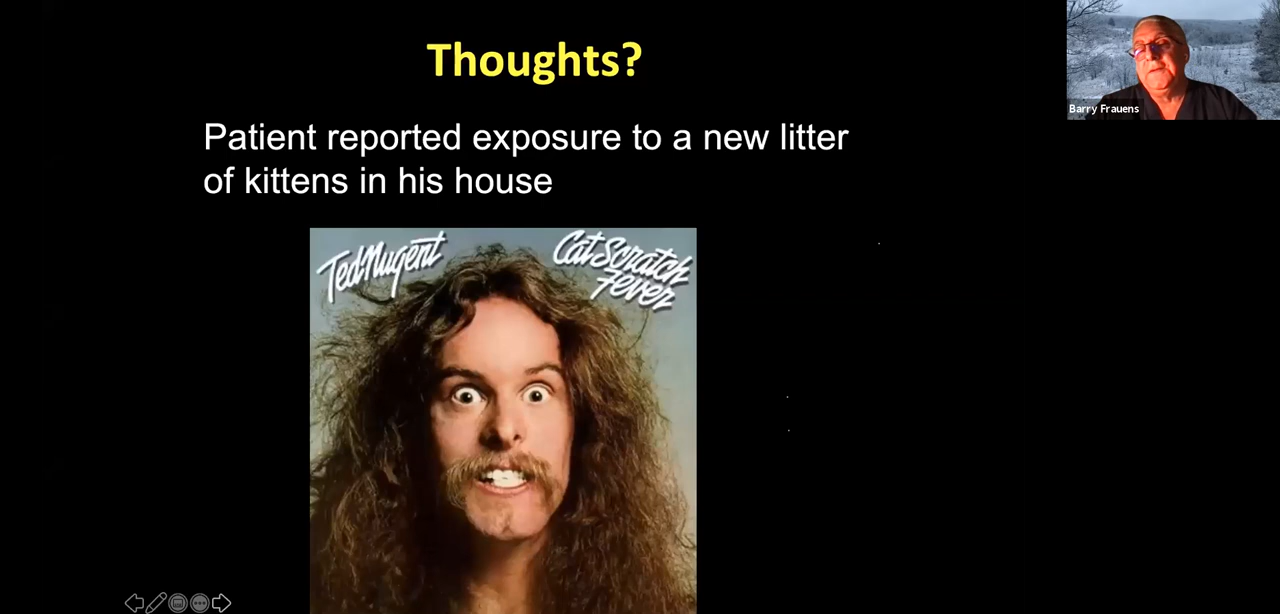 Thoughts?
Barry Frauens
Patient reported exposure to a new litter
of kittens in his house
Ted Nugent
Cat Scratch
Fever